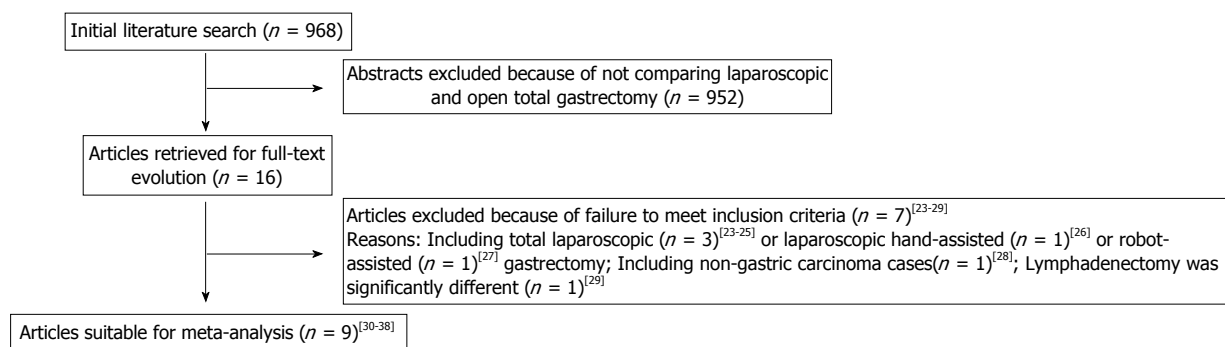 Initial literature search (n = 968)
Abstracts excluded because of not comparing laparoscopic
and open total gastrectomy (n = 952)
Articles retrieved for full-text
evolution (n = 16)
Articles excluded because of failure to meet inclusion criteria (n = 7)[23-29]
Reasons: Including total laparoscopic (n = 3)[23-25] or laparoscopic hand-assisted (n = 1)[26] or robot-
assisted (n = 1)[27] gastrectomy; Including non-gastric carcinoma cases(n = 1)[28]; Lymphadenectomy was
significantly different (n = 1)[29]
Articles suitable for meta-analysis (n = 9)[30-38]